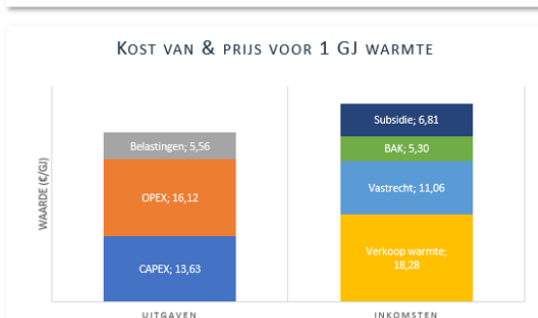 KOST VAN & PRIJS VOOR 1 GJ WARMTE
WAARDE (€/GJ)
Belastingen; 5,56
OPEX; 16,12
CAPEX; 13,63
Subsidie; 6,81
BAK; 5,30
Vastrecht; 11,06
Verkoop warmte;
18,28
UITGAVEN
INKOMSTEN